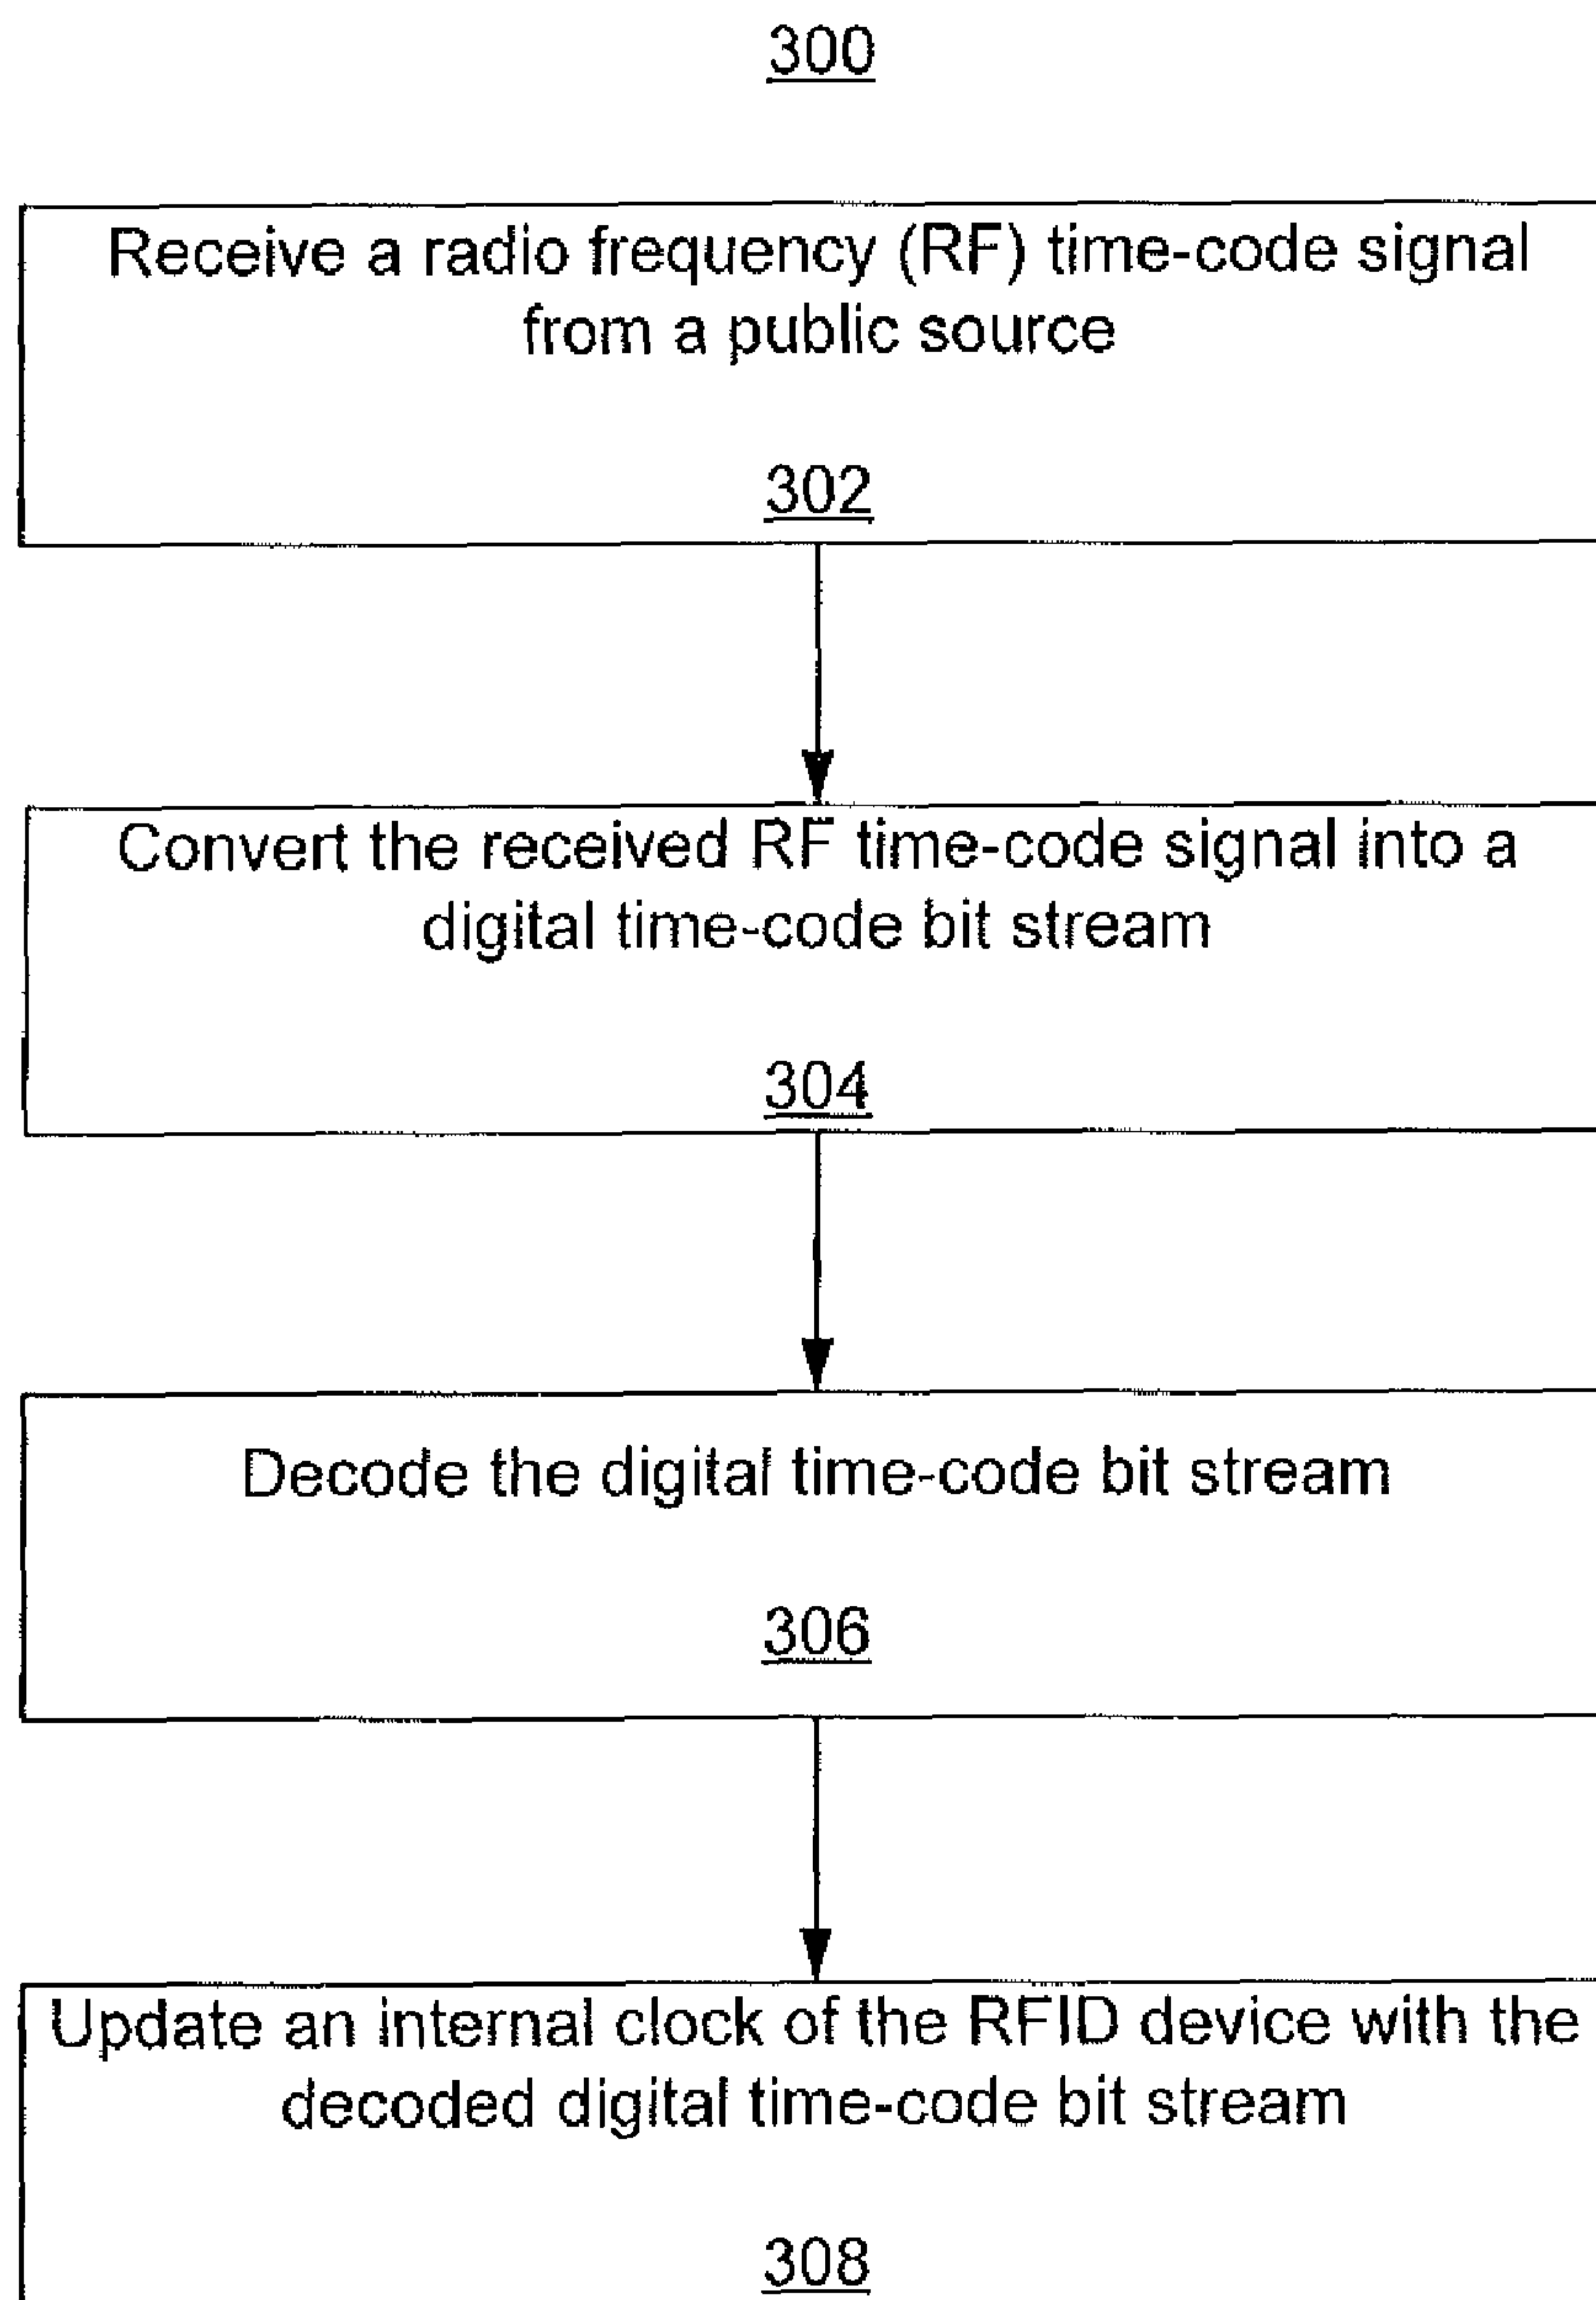 300
Receive a radio frequency (RF) time-code signal
from a public source
302
Convert the received RF time-code signal into a
digital time-code bit stream
304
Decode the digital time-code bit stream
306
Update an internal clock of the RFID device with the
decoded digital time-code bit stream
308